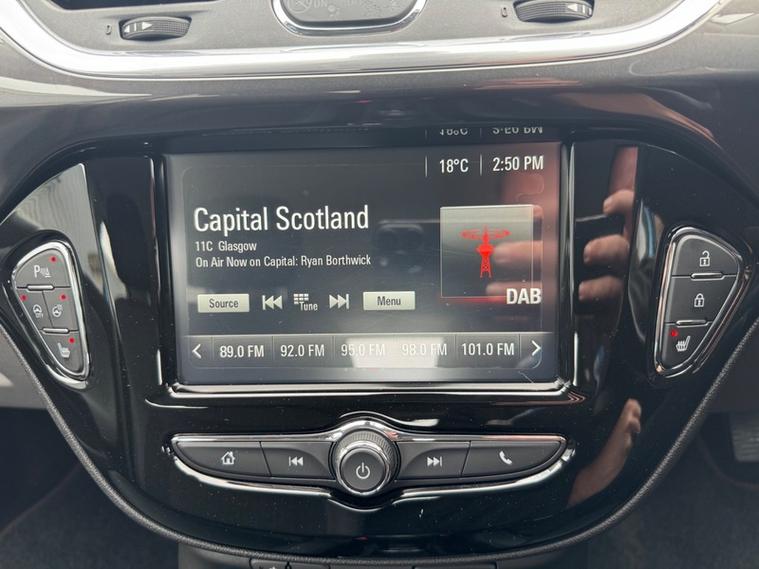 18°C 2:50 PM
Capital Scotland
11C Glasgow
On Air Now on Capital: Ryan Borthwick
DAB
Source Tune Menu
89.0 FM 92.0 FM 95.0 FM 98.0 FM 101.0 FM
P